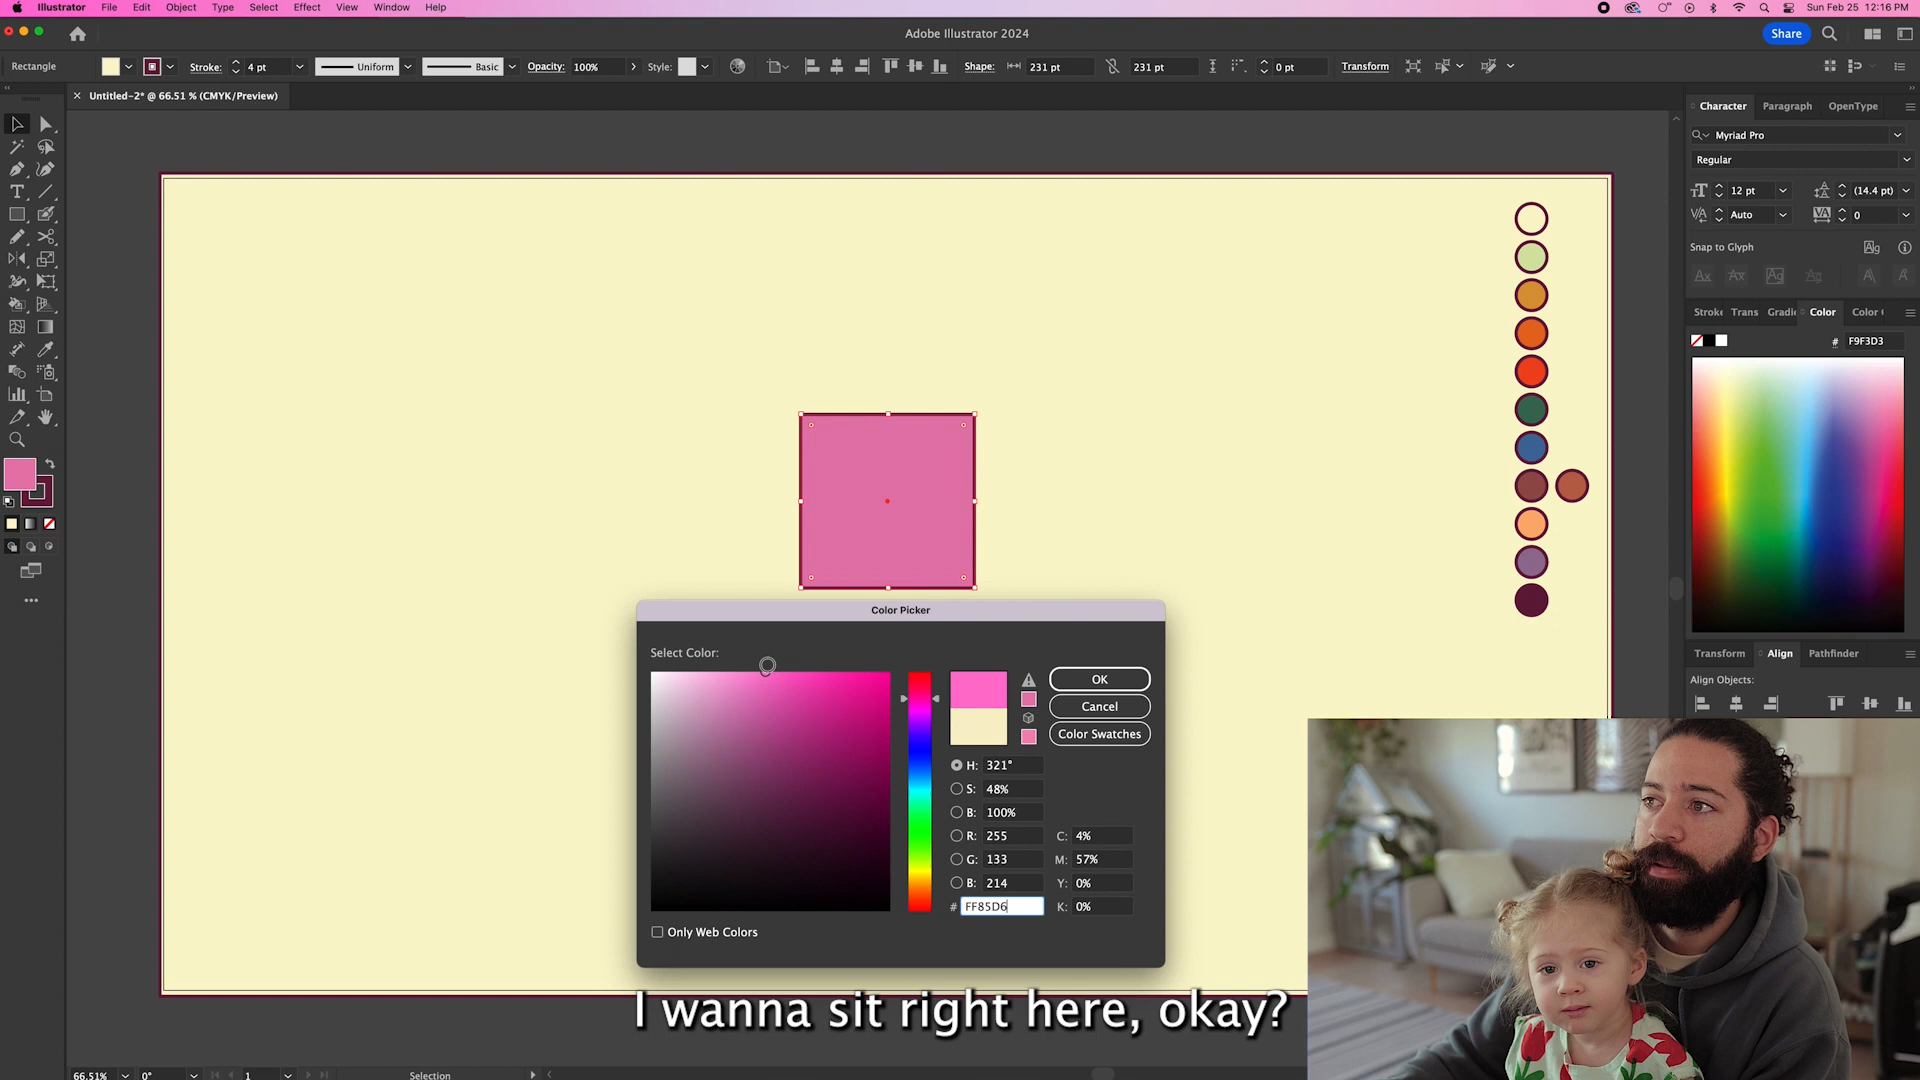 Illustrator File Edit Object Type Select Effect View Window Help Sun Feb 25 12:16 PM
Adobe Illustrator 2024 Share
Rectangle Stroke: 4 pt Uniform Basic Opacity: 100% Style: Shape: 231 pt 231 pt 0 pt Transform
Untitled-2* @ 66.51 % (CMYK/Preview)
Character Paragraph OpenType
Myriad Pro
Regular
12 pt (14.4 pt)
Auto 0
Snap to Glyph
Stroke Trans Gradi Color Color
# F9F3D3
Transform Align Pathfinder
Align Objects:
Color Picker
Select Color:
OK
Cancel
Color Swatches
H: 321°
S: 48%
B: 100%
R: 255 C: 4%
G: 133 M: 57%
B: 214 Y: 0%
# FF85D6 K: 0%
Only Web Colors
I wanna sit right here, okay?
66.51% 0° 1 Selection